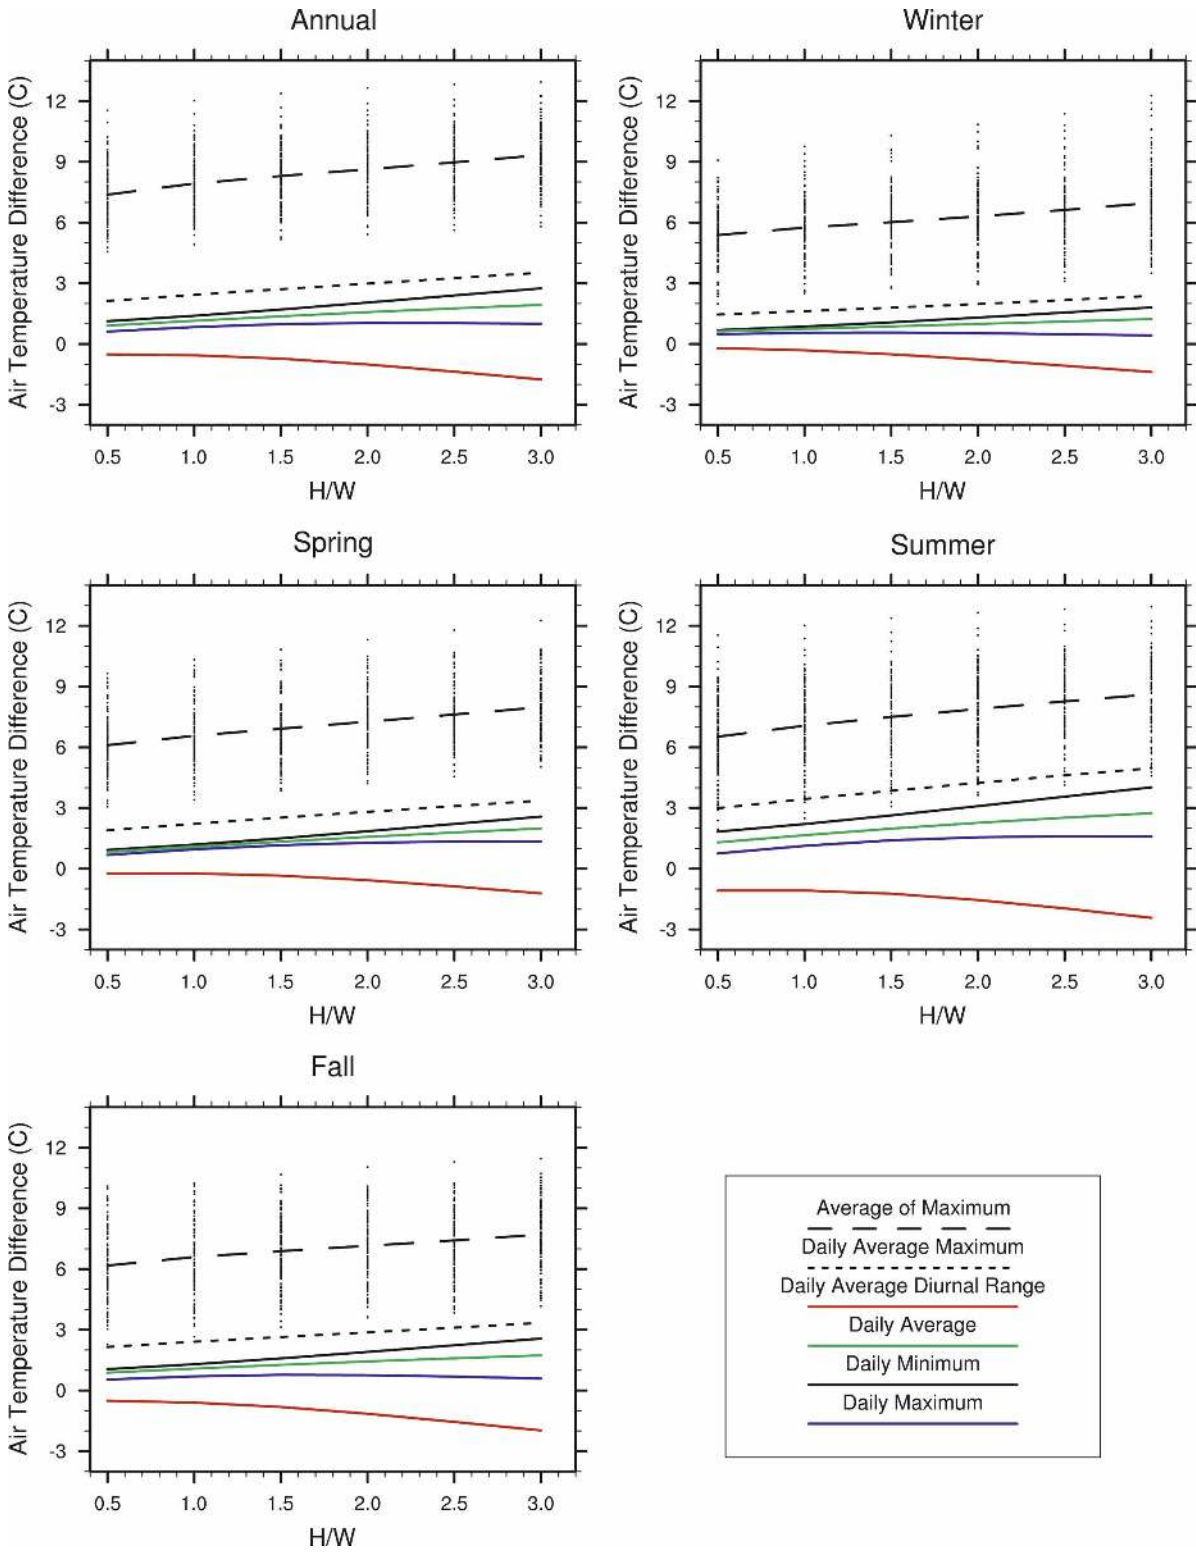 Annual
Air Temperature Difference (C)
12
9
6
3
0
-3
0.5 1.0 1.5 2.0 2.5 3.0
H/W
Winter
Air Temperature Difference (C)
12
9
6
3
0
-3
0.5 1.0 1.5 2.0 2.5 3.0
H/W
Spring
Air Temperature Difference (C)
12
9
6
3
0
-3
0.5 1.0 1.5 2.0 2.5 3.0
H/W
Summer
Air Temperature Difference (C)
12
9
6
3
0
-3
0.5 1.0 1.5 2.0 2.5 3.0
H/W
Fall
Air Temperature Difference (C)
12
9
6
3
0
-3
0.5 1.0 1.5 2.0 2.5 3.0
H/W
Average of Maximum
Daily Average Maximum
Daily Average Diurnal Range
Daily Average
Daily Minimum
Daily Maximum